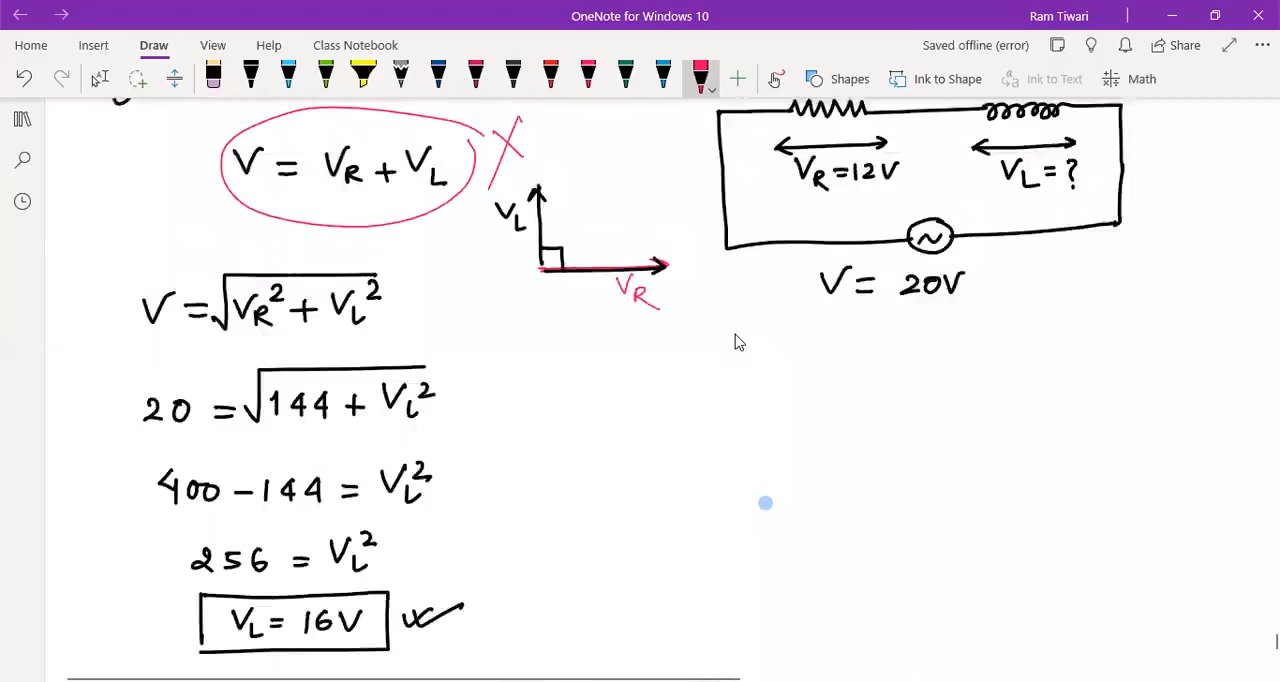 OneNote for Windows 10
Ram Tiwari
Home Insert Draw View Help Class Notebook
Saved offline (error)
Share
Shapes
Ink to Shape
Ink to Text
Math
V = VR + VL
VL
VR
VR = 12V
VL = ?
V = 20V
V = √VR² + VL²
20 = √144 + VL²
400 - 144 = VL²
256 = VL²
VL = 16V